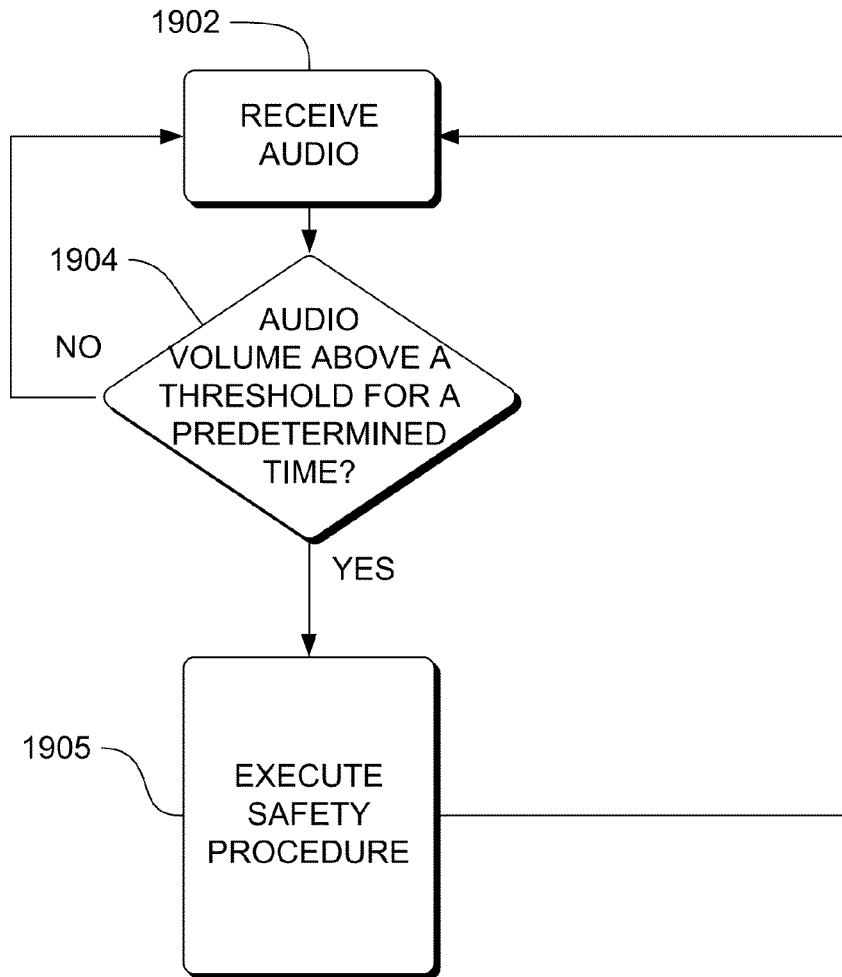 1902
RECEIVE
AUDIO
1904
AUDIO
VOLUME ABOVE A
THRESHOLD FOR A
PREDETERMINED
TIME?
NO
YES
1905
EXECUTE
SAFETY
PROCEDURE